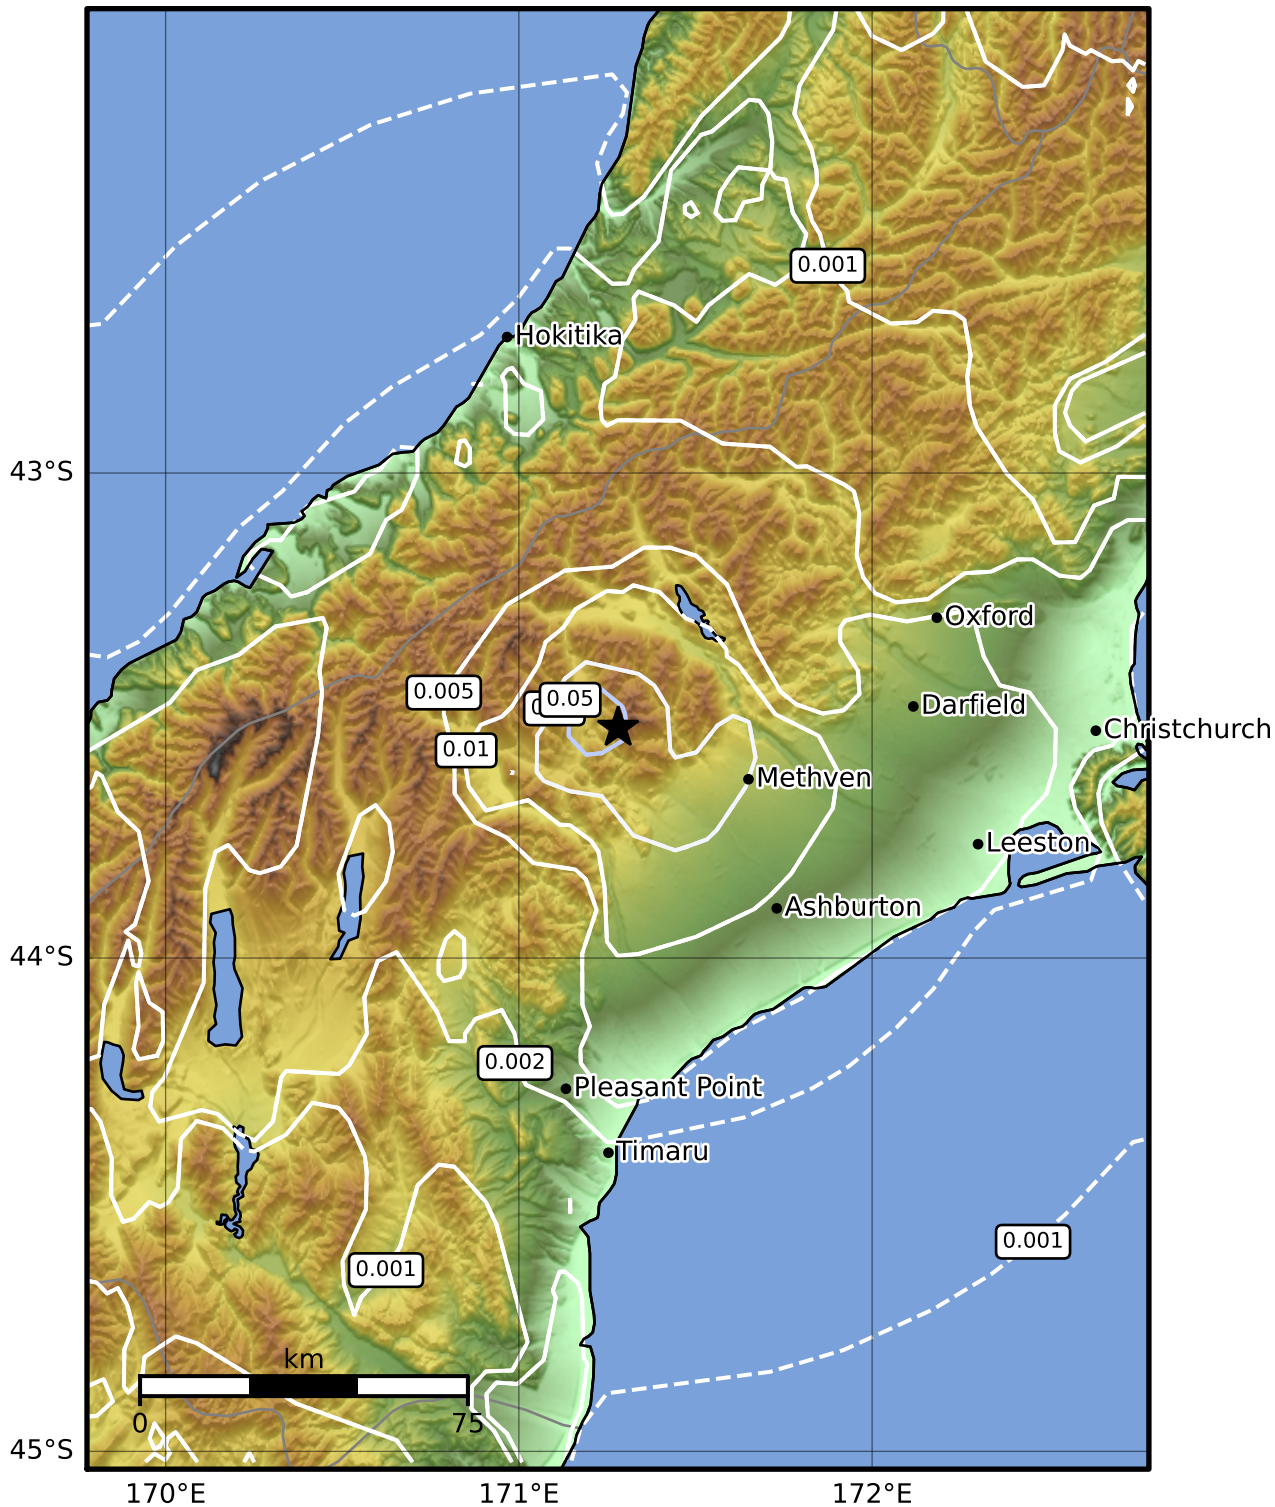 0.001
Hokitika
43°S
Oxford
0.005
0.05
Darfield
Christchurch
0.01
Methven
Leeston
Ashburton
44°S
0.002
Pleasant Point
Timaru
0.001
0.001
km
0
75
45°S
170°E
171°E
172°E